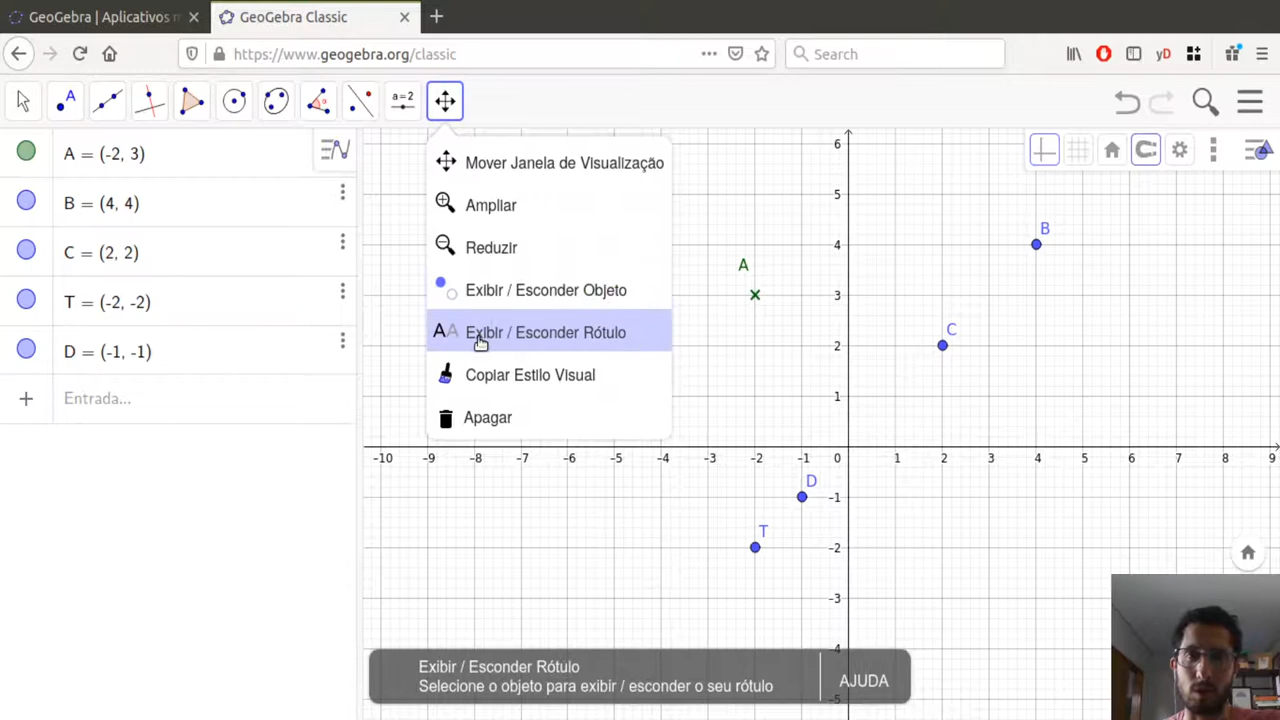 GeoGebra | Aplicativos m
GeoGebra Classic
https://www.geogebra.org/classic
Search
yD
A
a=2
A = (-2, 3)
B = (4, 4)
C = (2, 2)
T = (-2, -2)
D = (-1, -1)
Entrada...
Mover Janela de Visualização
Ampliar
Reduzir
Exibir / Esconder Objeto
AA Exibir / Esconder Rótulo
Copiar Estilo Visual
Apagar
6
5
4
3
2
1
-10 -9 -8 -7 -6 -5 -4 -3 -2 -1 0 1 2 3 4 5 6 7 8 9
-1
-2
-3
-4
-5
A
B
C
D
T
Exibir / Esconder Rótulo
Selecione o objeto para exibir / esconder o seu rótulo
AJUDA